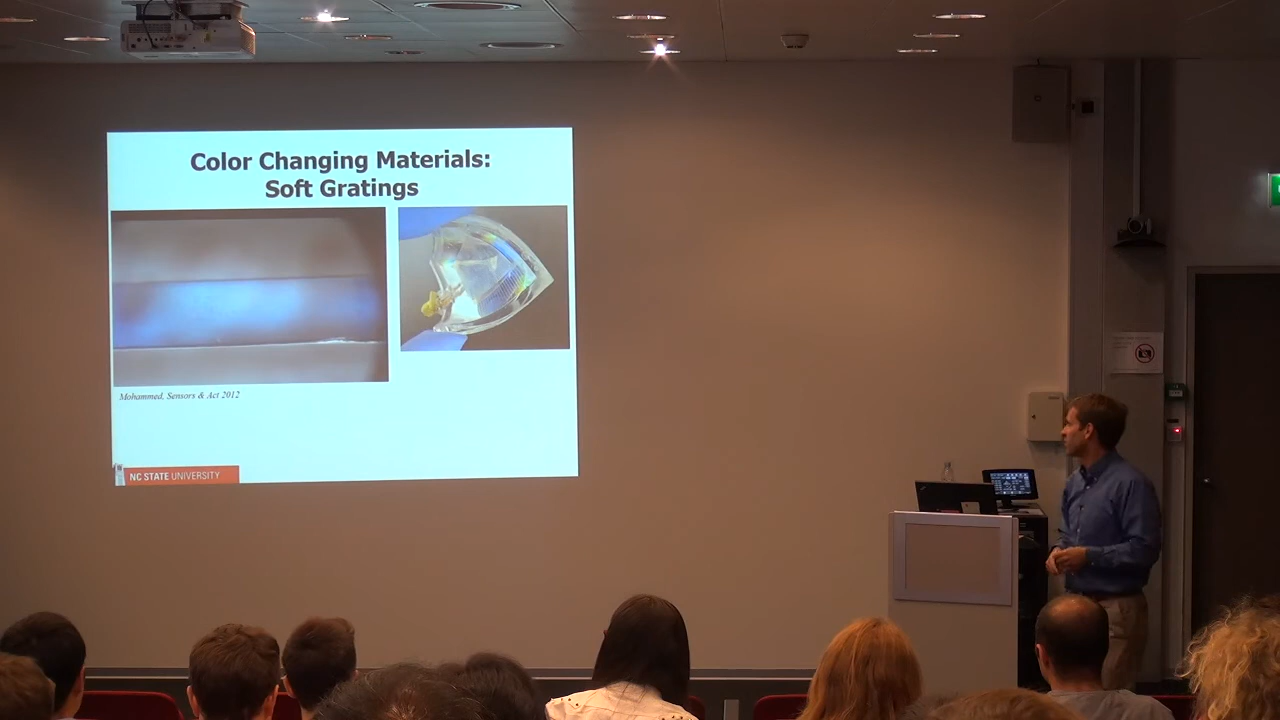 Color Changing Materials:
Soft Gratings
Mohammed, Sensors & Act 2012
NC STATE UNIVERSITY